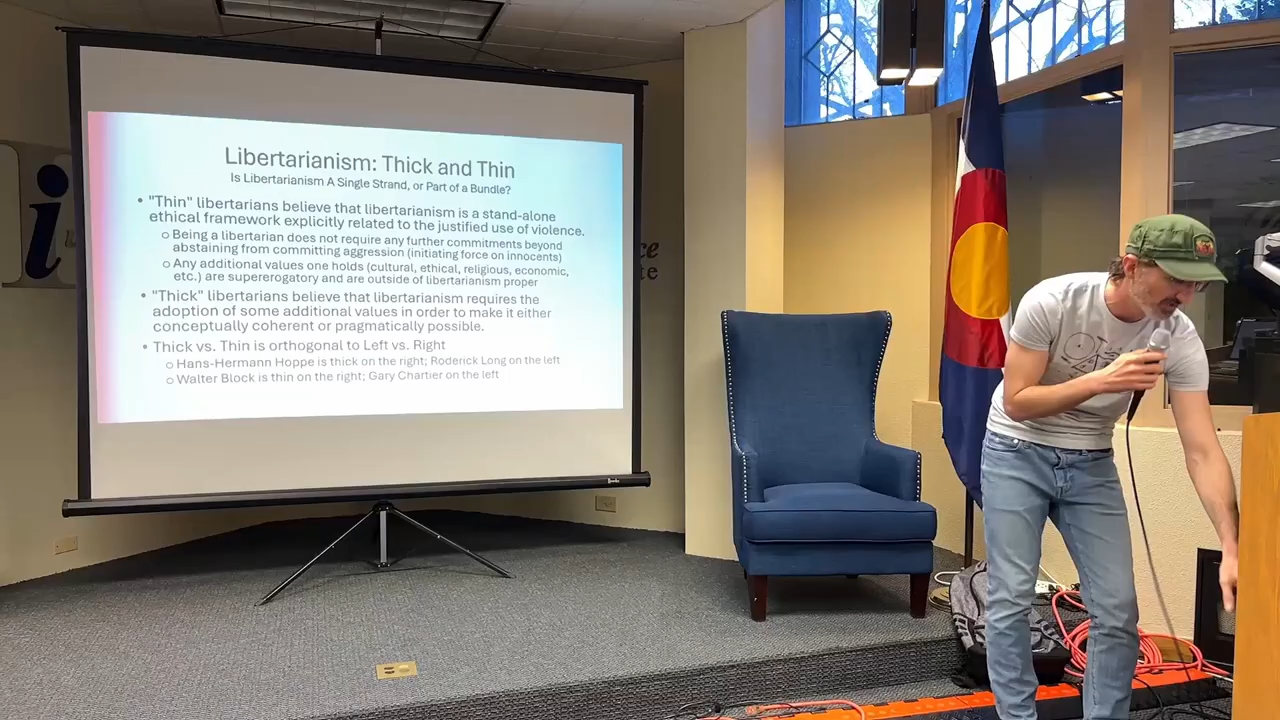 Libertarianism: Thick and Thin
Is Libertarianism A Single Strand, or Part of a Bundle?
• "Thin" libertarians believe that libertarianism is a stand-alone
ethical framework explicitly related to the justified use of violence.
○ Being a libertarian does not require any further commitments beyond
abstaining from committing aggression (initiating force on innocents)
○ Any additional values one holds (cultural, ethical, religious, economic,
etc.) are supererogatory and are outside of libertarianism proper
• "Thick" libertarians believe that libertarianism requires the
adoption of some additional values in order to make it either
conceptually coherent or pragmatically possible.
• Thick vs. Thin is orthogonal to Left vs. Right
○ Hans-Hermann Hoppe is thick on the right; Roderick Long on the left
○ Walter Block is thin on the right; Gary Chartier on the left